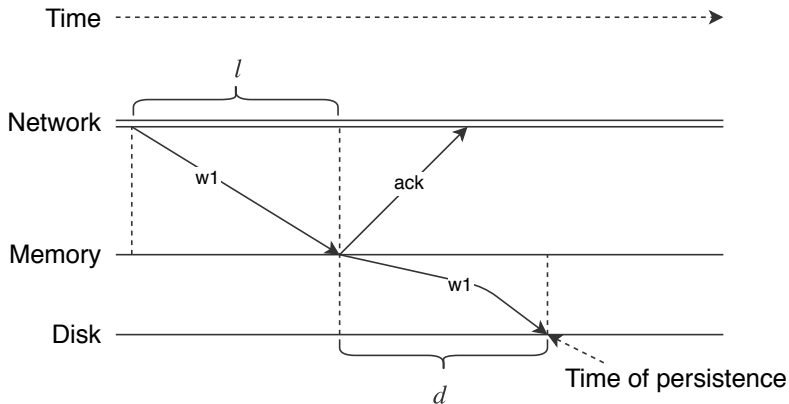 Time
l
Network
w1
ack
Memory
w1
Disk
d
Time of persistence